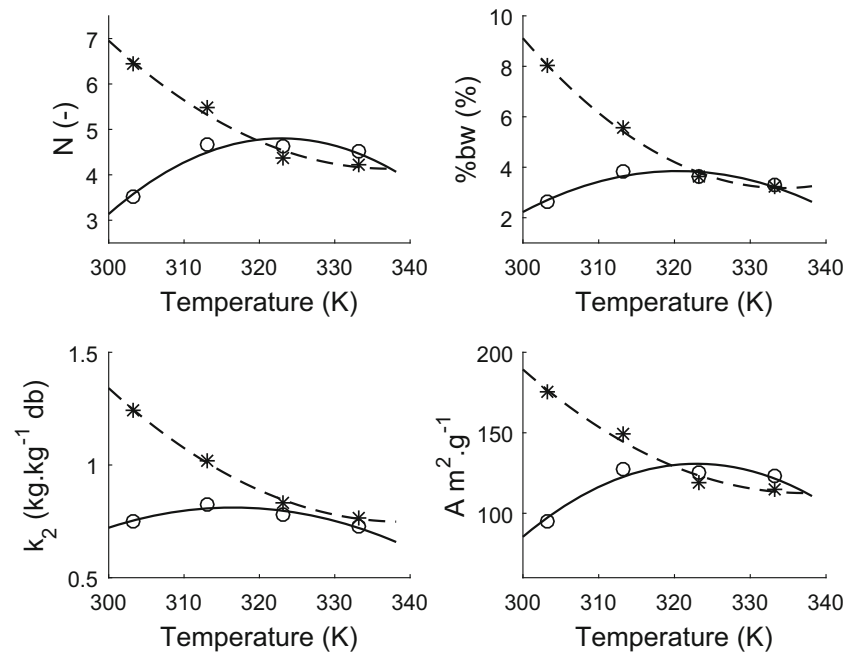 7
6
5
4
3
N (-)
300 310 320 330 340
Temperature (K)
10
8
6
4
2
%bw (%)
300 310 320 330 340
Temperature (K)
1.5
1
0.5
k₂ (kg.kg⁻¹ db)
300 310 320 330 340
Temperature (K)
200
150
100
A m².g⁻¹
300 310 320 330 340
Temperature (K)